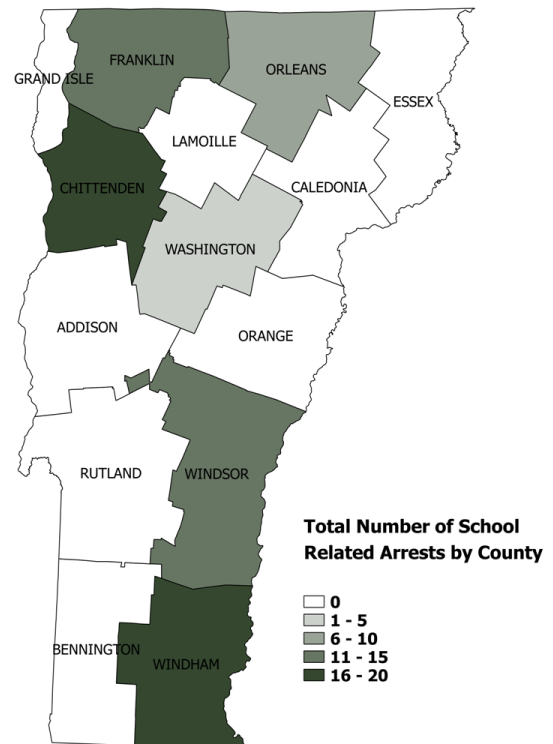 FRANKLIN
ORLEANS
GRAND ISLE
ESSEX
LAMOILLE
CHITTENDEN
CALEDONIA
WASHINGTON
ADDISON
ORANGE
RUTLAND
WINDSOR
BENNINGTON
WINDHAM
Total Number of School
Related Arrests by County
0
1 - 5
6 - 10
11 - 15
16 - 20